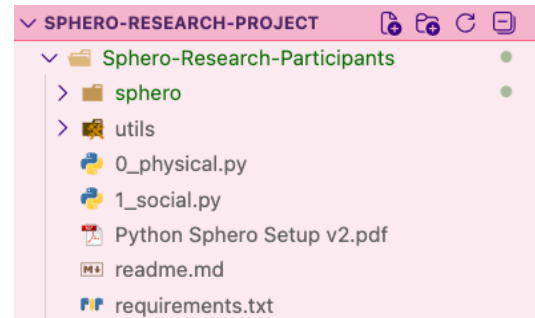 SPHERO-RESEARCH-PROJECT
Sphero-Research-Participants
sphero
utils
0_physical.py
1_social.py
Python Sphero Setup v2.pdf
readme.md
requirements.txt